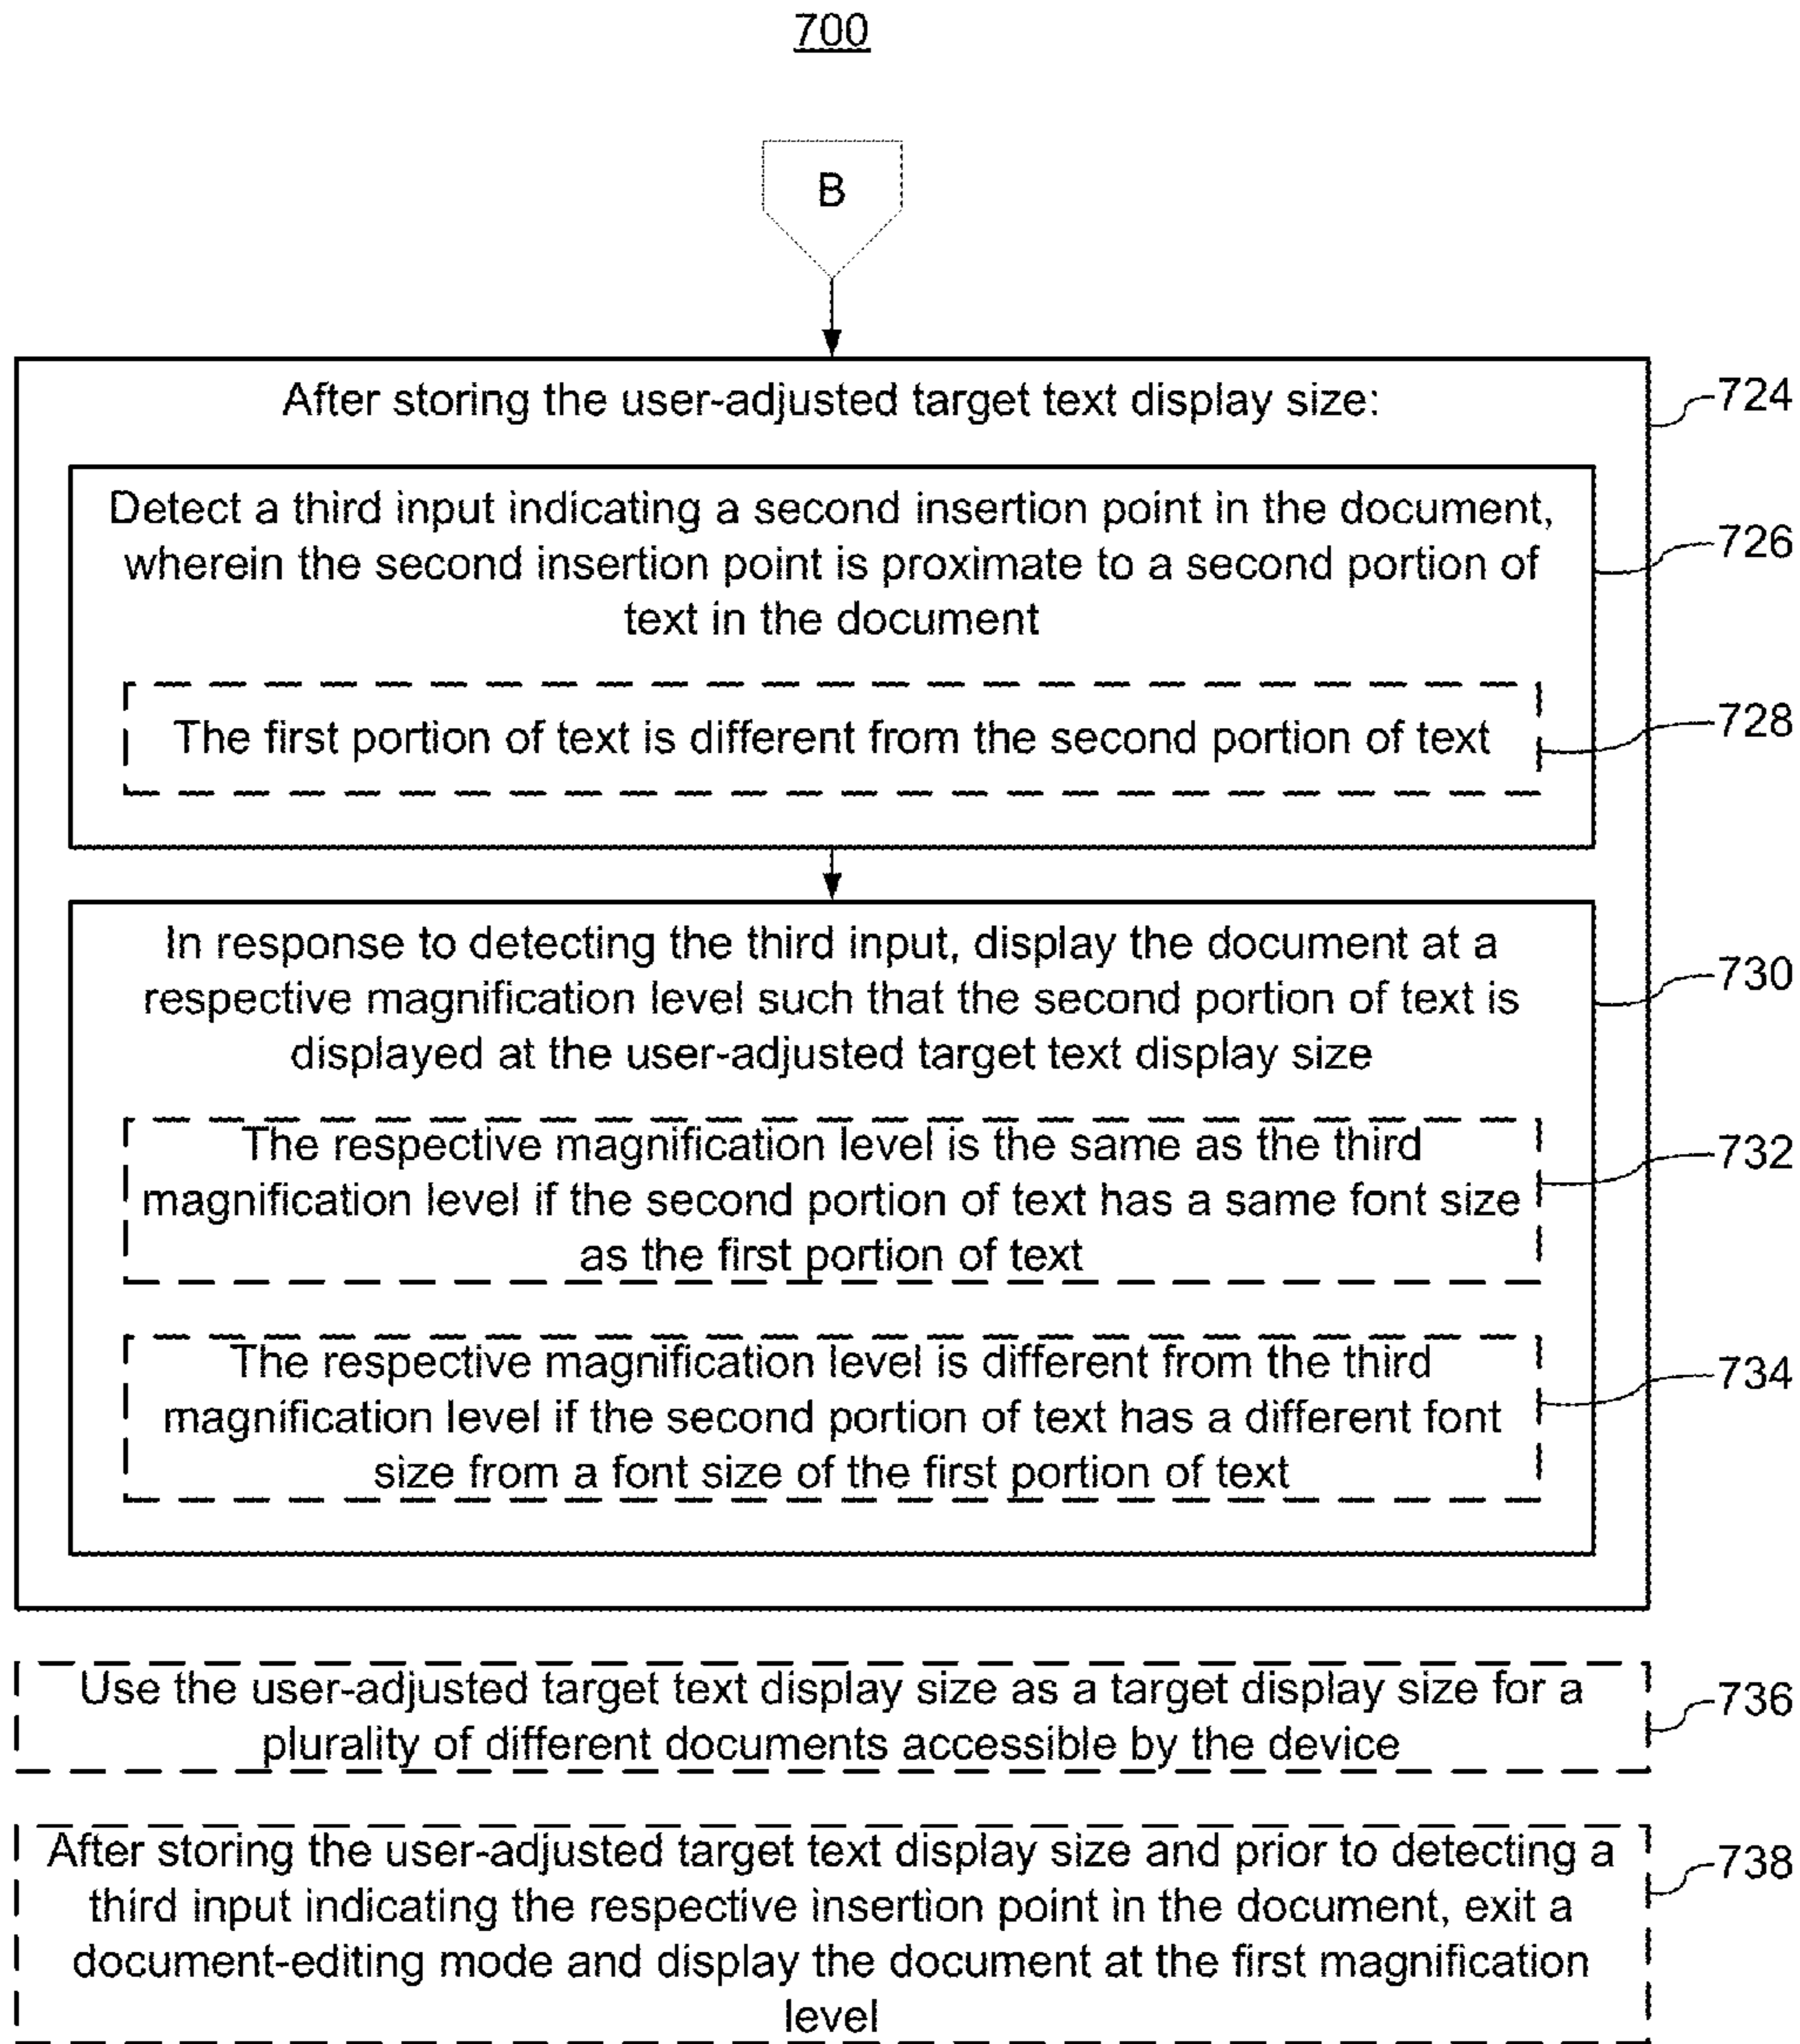 700
B
After storing the user-adjusted target text display size:
724
Detect a third input indicating a second insertion point in the document,
wherein the second insertion point is proximate to a second portion of
text in the document
726
The first portion of text is different from the second portion of text
728
In response to detecting the third input, display the document at a
respective magnification level such that the second portion of text is
displayed at the user-adjusted target text display size
730
The respective magnification level is the same as the third
magnification level if the second portion of text has a same font size
as the first portion of text
732
The respective magnification level is different from the third
magnification level if the second portion of text has a different font
size from a font size of the first portion of text
734
Use the user-adjusted target text display size as a target display size for a
plurality of different documents accessible by the device
736
After storing the user-adjusted target text display size and prior to detecting a
third input indicating the respective insertion point in the document, exit a
document-editing mode and display the document at the first magnification
level
738